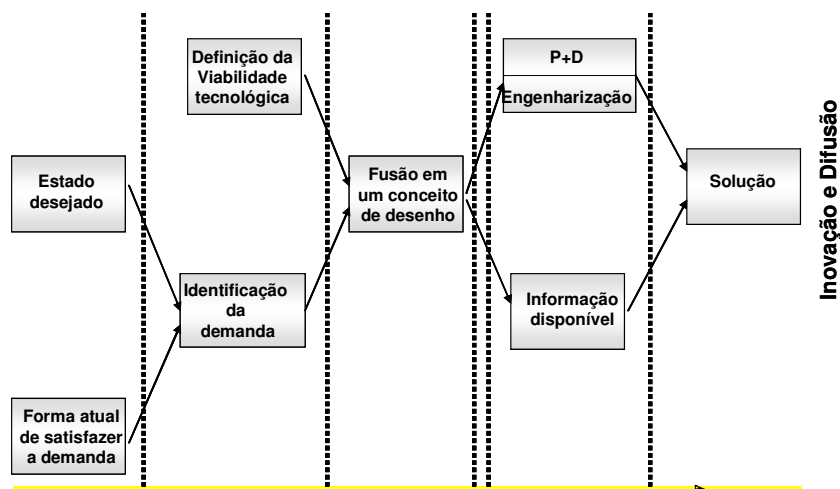 Definição da
Viabilidade
tecnológica
P+D
Engenharização
Estado
desejado
Fusão em
um conceito
de desenho
Solução
Inovação e Difusão
Identificação
da
demanda
Informação
disponível
Forma atual
de satisfazer
a demanda